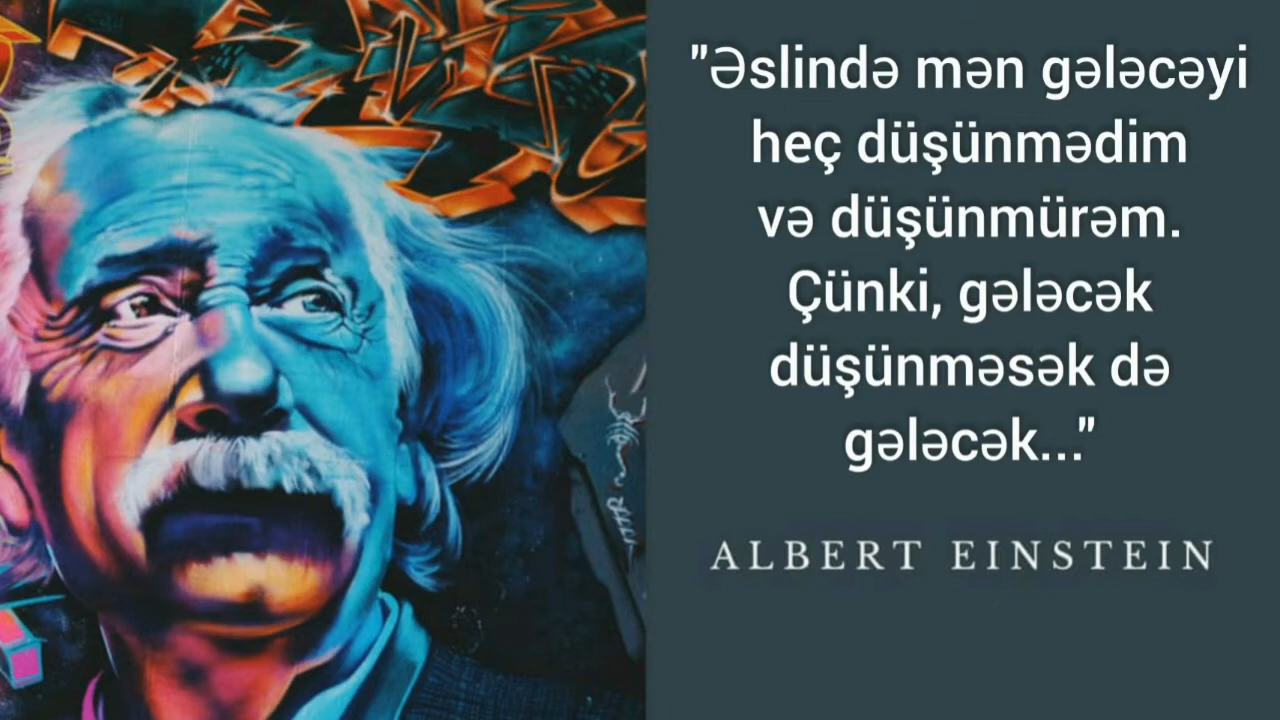 "Əslində mən gələcəyi
heç düşünmədim
və düşünmürəm.
Çünki, gələcək
düşünməsək də
gələcək..."
ALBERT EINSTEIN